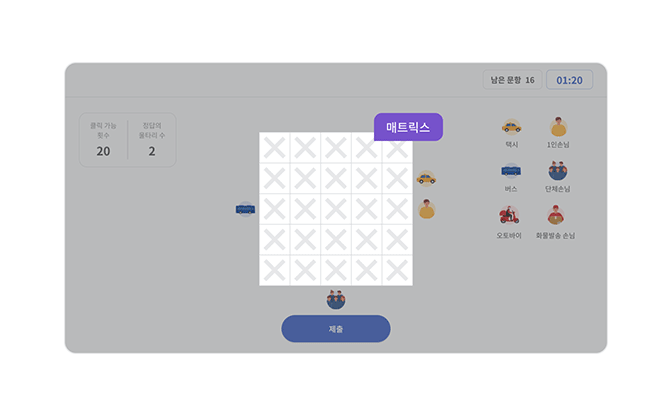 남은 문항 16
01:20
클릭 가능
횟수
20
정답의
울타리 수
2
매트릭스
택시
1인손님
버스
단체손님
오토바이
화물발송 손님
제출